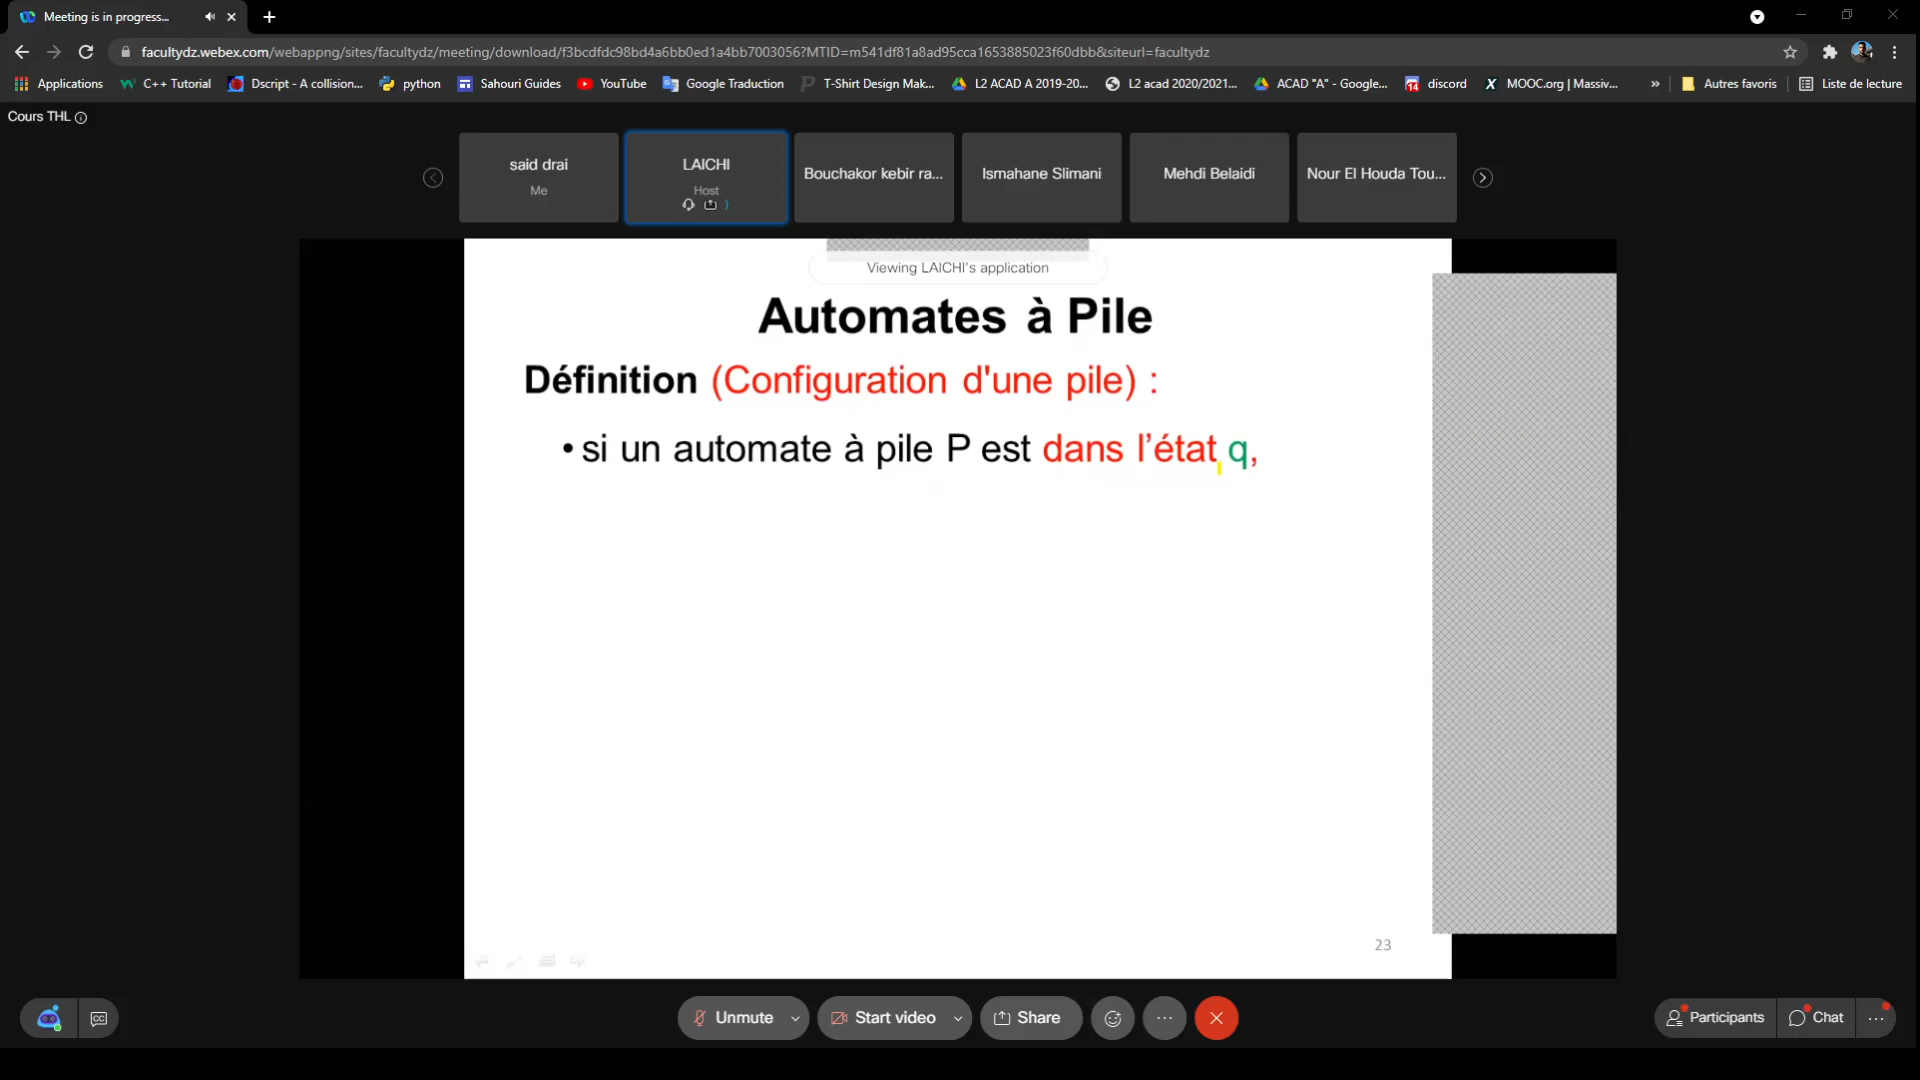 Meeting is in progress...
facultydz.webex.com/webappng/sites/facultydz/meeting/download/f3bcdfdc98bd4a6bb0ed1a4bb7003056?MTID=m541df81a8ad95cca1653885023f60dbb&siteurl=facultydz
Applications C++ Tutorial Dscript - A collision... python Sahouri Guides YouTube Google Traduction T-Shirt Design Mak... L2 ACAD A 2019-20... L2 acad 2020/2021... ACAD "A" - Google... 14 discord X MOOC.org | Massiv... » Autres favoris Liste de lecture
Cours THL
said drai
Me
LAICHI
Host
Bouchakor kebir ra...
Ismahane Slimani
Mehdi Belaidi
Nour El Houda Tou...
Viewing LAICHI's application
Automates à Pile
Définition (Configuration d'une pile) :
• si un automate à pile P est dans l’état q,
23
CC Unmute Start video Share Participants Chat